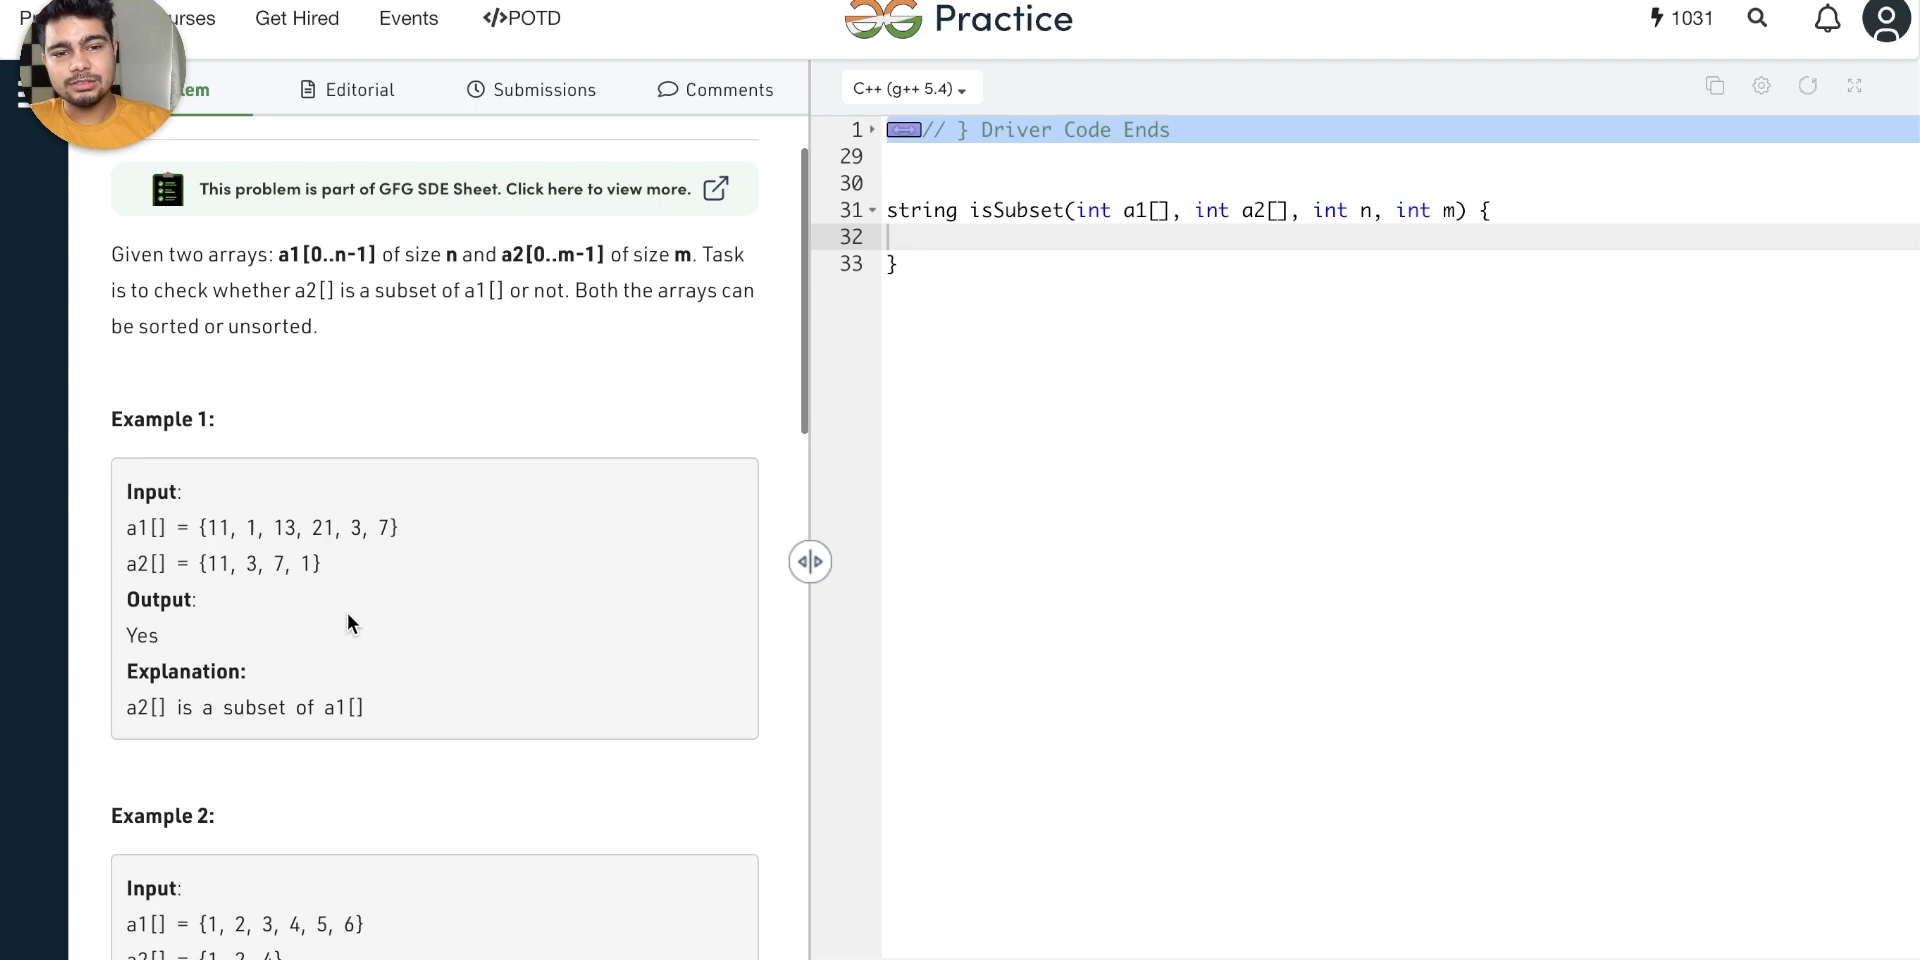 Get Hired Events </>POTD Practice 1031
Editorial Submissions Comments C++ (g++ 5.4)
This problem is part of GFG SDE Sheet. Click here to view more.
Given two arrays: a1[0..n-1] of size n and a2[0..m-1] of size m. Task
is to check whether a2[] is a subset of a1[] or not. Both the arrays can
be sorted or unsorted.
Example 1:
Input:
a1[] = {11, 1, 13, 21, 3, 7}
a2[] = {11, 3, 7, 1}
Output:
Yes
Explanation:
a2[] is a subset of a1[]
Example 2:
Input:
a1[] = {1, 2, 3, 4, 5, 6}
a2[] = {1, 2, 4}
1 // } Driver Code Ends
29
30
31 string isSubset(int a1[], int a2[], int n, int m) {
32
33 }